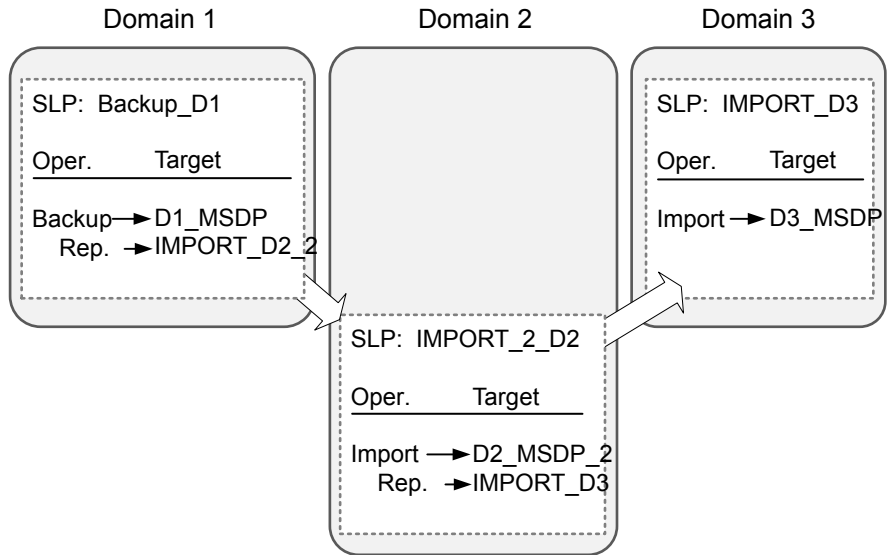 Domain 1
Domain 2
Domain 3
SLP: Backup_D1
Oper. Target
Backup D1_MSDP
Rep. IMPORT_D2_2
SLP: IMPORT_2_D2
Oper. Target
Import D2_MSDP_2
Rep. IMPORT_D3
SLP: IMPORT_D3
Oper. Target
Import D3_MSDP